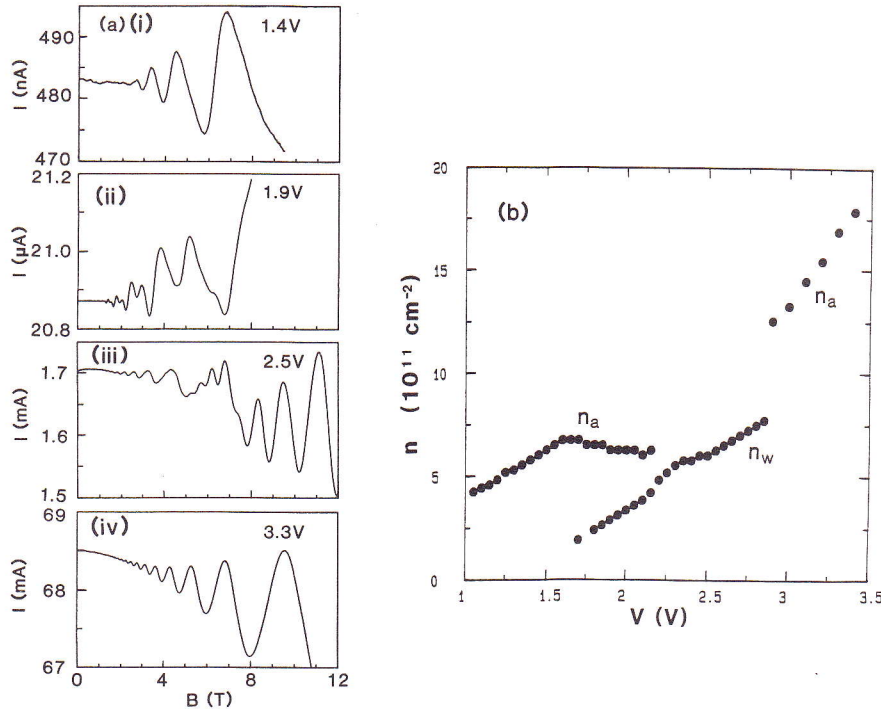 (a) (i) 1.4V
490
480
470
I (nA)
(ii) 1.9V
21.2
21.0
20.8
I (μA)
(iii) 2.5V
1.7
1.6
1.5
I (mA)
(iv) 3.3V
69
68
67
I (mA)
0 4 8 12
B (T)
(b)
20
15
10
5
0
n (10¹¹ cm⁻²)
nₐ
nₐ
n_w
1 1.5 2 2.5 3 3.5
V (V)